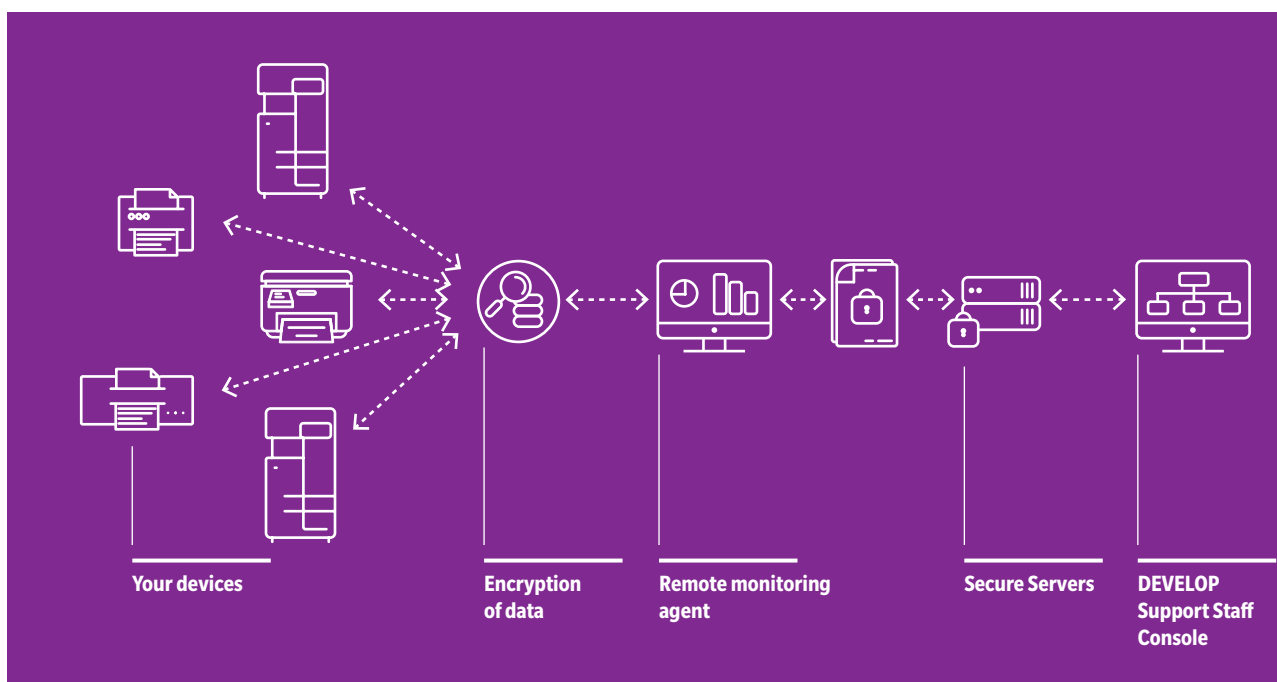 Your devices
Encryption
of data
Remote monitoring
agent
Secure Servers
DEVELOP
Support Staff
Console